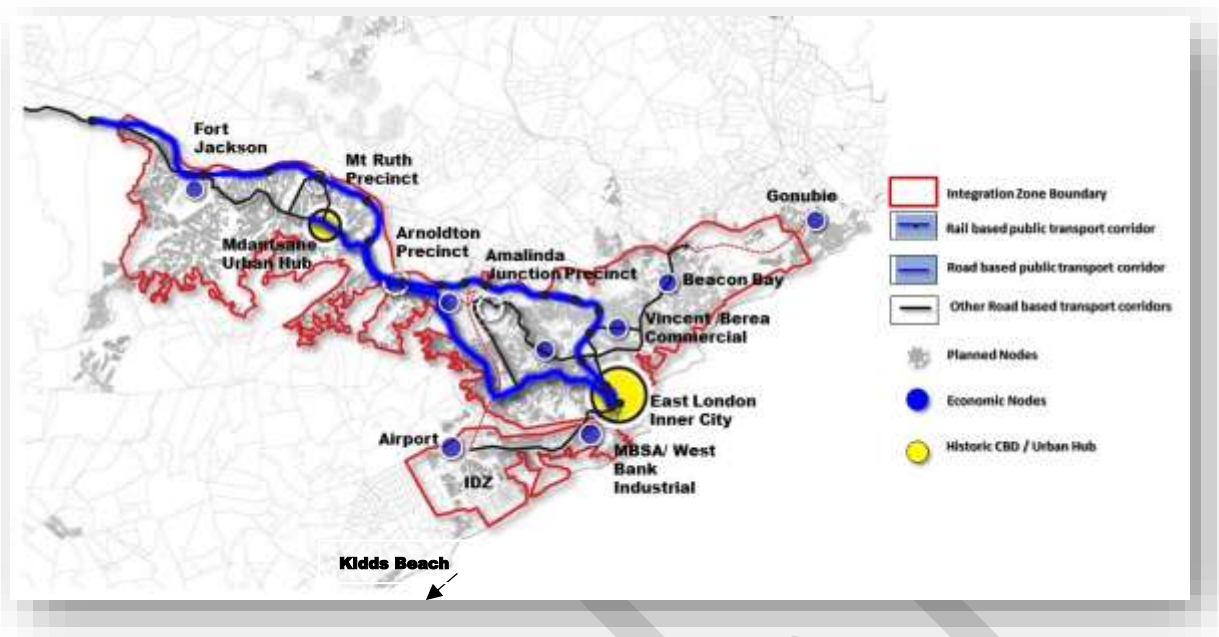 Fort
Jackson
Mt Ruth
Precinct
Gonubie
Mdantsane
Urban Hub
Arnoldton
Precinct
Amalinda
Junction Precinct
Beacon Bay
Vincent /Berea
Commercial
East London
Inner City
Airport
MBSA/ West
Bank
Industrial
IDZ
Kidds Beach
Integration Zone Boundary
Rail based public transport corridor
Road based public transport corridor
Other Road based transport corridors
Planned Nodes
Economic Nodes
Historic CBD / Urban Hub